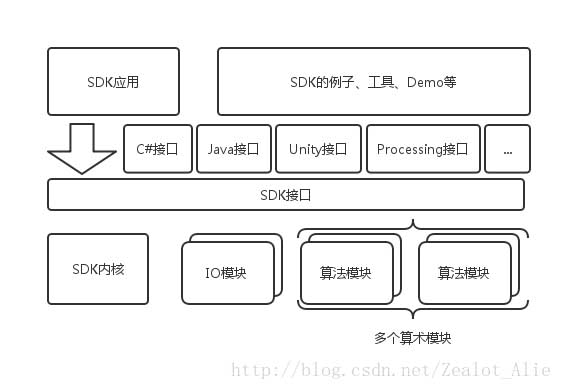 SDK应用
SDK的例子、工具、Demo等
C#接口
Java接口
Unity接口
Processing接口
...
SDK接口
SDK内核
IO模块
算法模块
算法模块
多个算术模块
http://blog.csdn.net/Zealot_Alie